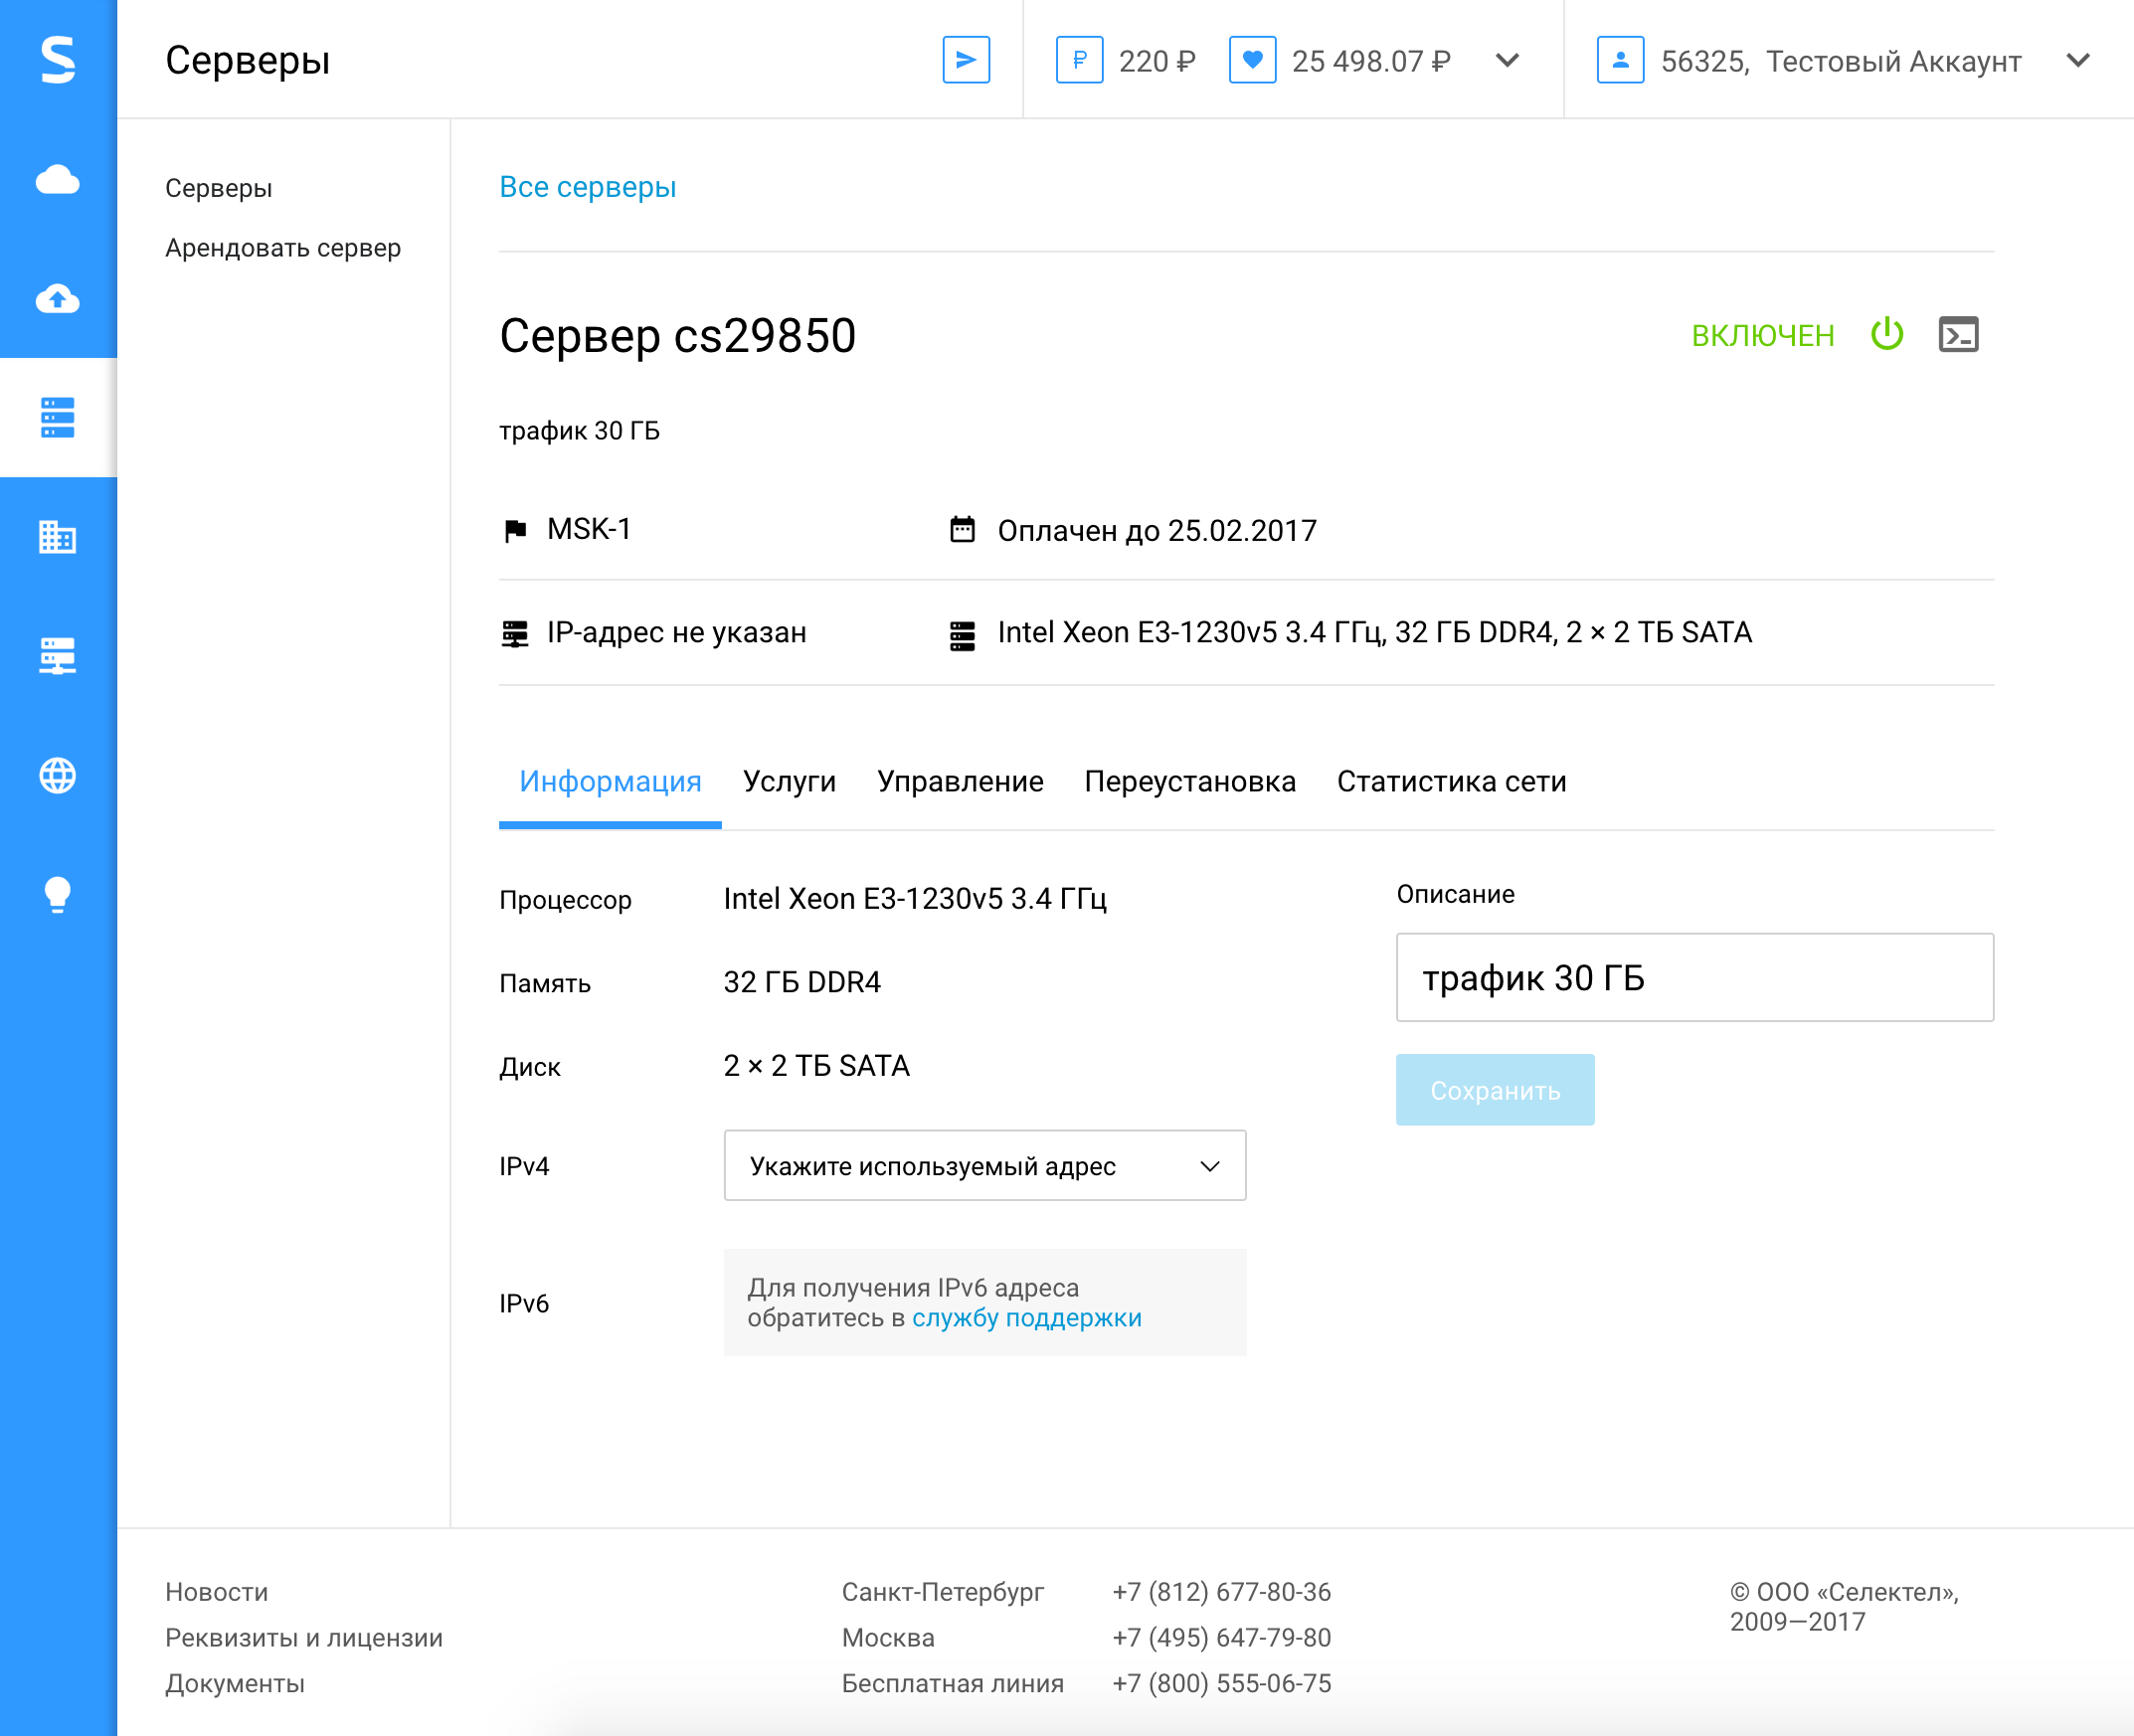 S
Серверы
220 ₽
25 498.07 ₽
56325, Тестовый Аккаунт
Серверы
Арендовать сервер
Все серверы
Сервер cs29850
ВКЛЮЧЕН
трафик 30 ГБ
MSK-1
Оплачен до 25.02.2017
IP-адрес не указан
Intel Xeon E3-1230v5 3.4 ГГц, 32 ГБ DDR4, 2 × 2 ТБ SATA
Информация
Услуги
Управление
Переустановка
Статистика сети
Процессор
Intel Xeon E3-1230v5 3.4 ГГц
Память
32 ГБ DDR4
Диск
2 × 2 ТБ SATA
IPv4
Укажите используемый адрес
IPv6
Для получения IPv6 адреса
обратитесь в службу поддержки
Описание
трафик 30 ГБ
Сохранить
Новости
Реквизиты и лицензии
Документы
Санкт-Петербург +7 (812) 677-80-36
Москва +7 (495) 647-79-80
Бесплатная линия +7 (800) 555-06-75
© ООО «Селектел»,
2009—2017